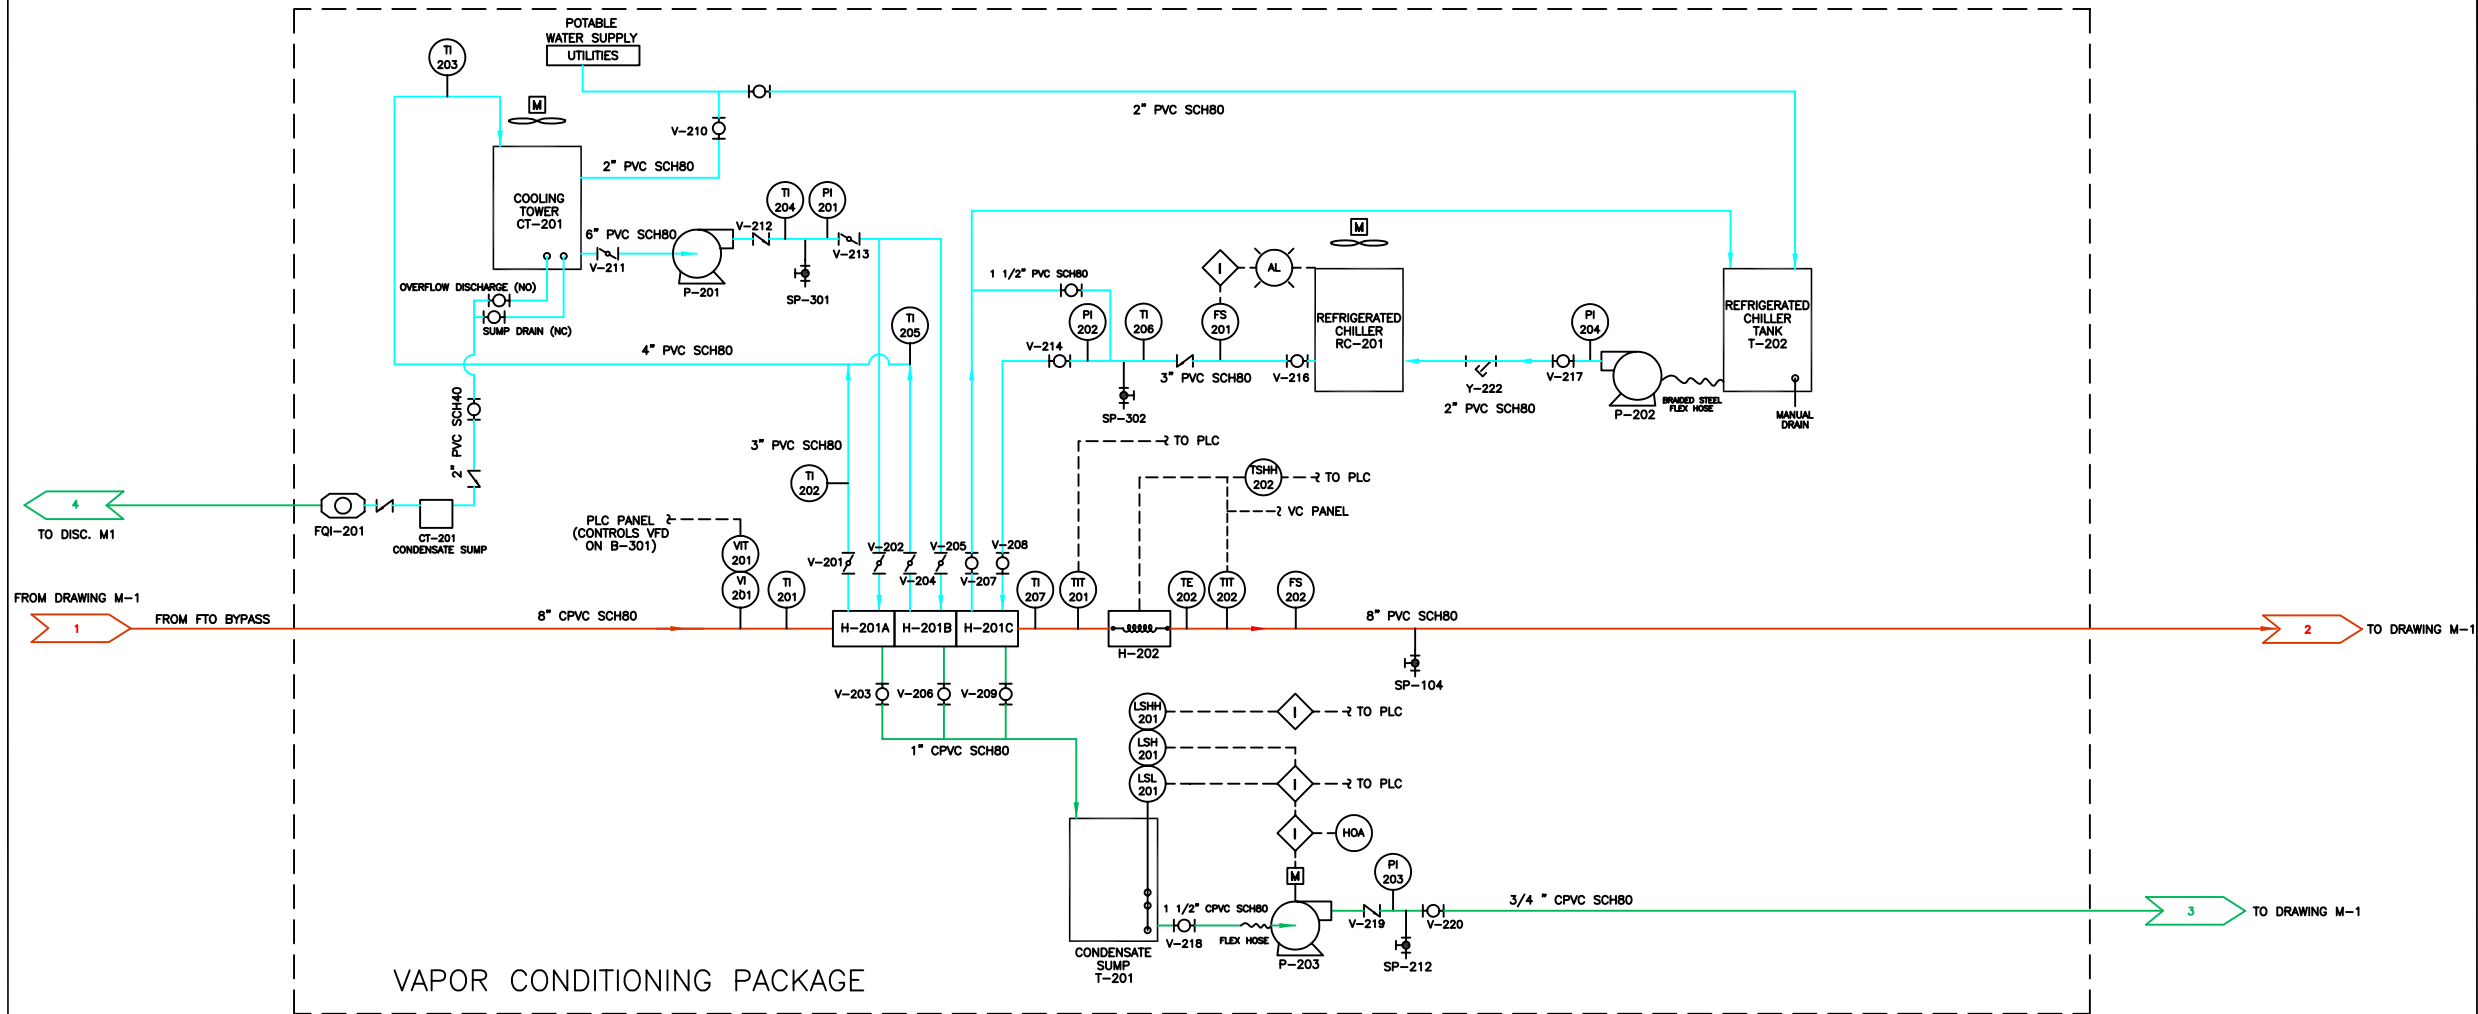 POTABLE
WATER SUPPLY
UTILITIES
TI
203
M
2" PVC SCH80
V-210
2" PVC SCH80
COOLING
TOWER
CT-201
TI
204
PI
201
V-212
6" PVC SCH80
V-211
V-213
P-201
SP-301
M
1 1/2" PVC SCH80
I
AL
OVERFLOW DISCHARGE (NO)
SUMP DRAIN (NC)
TI
205
PI
202
TI
206
FS
201
REFRIGERATED
CHILLER
RC-201
PI
204
REFRIGERATED
CHILLER
TANK
T-202
4" PVC SCH80
V-214
3" PVC SCH80
V-216
Y-222
V-217
2" PVC SCH80
P-202
BRAIDED STEEL
FLEX HOSE
MANUAL
DRAIN
SP-302
2" PVC SCH40
3" PVC SCH80
TO PLC
TI
202
TSHH
202
TO PLC
VC PANEL
4
TO DISC. M1
FQI-201
CT-201
CONDENSATE SUMP
PLC PANEL
(CONTROLS VFD
ON B-301)
VIT
201
VI
201
TI
201
V-201
V-202
V-204
V-205
V-207
V-208
TI
207
TIT
201
TE
202
TIT
202
FS
202
FROM DRAWING M-1
1
FROM FTO BYPASS
8" CPVC SCH80
H-201A
H-201B
H-201C
H-202
8" PVC SCH80
2
TO DRAWING M-1
SP-104
V-203
V-206
V-209
1" CPVC SCH80
LSHH
201
I
TO PLC
LSH
201
LSL
201
I
TO PLC
I
HOA
M
PI
203
1 1/2" CPVC SCH80
3/4 " CPVC SCH80
3
TO DRAWING M-1
V-218
FLEX HOSE
P-203
V-219
V-220
SP-212
CONDENSATE
SUMP
T-201
VAPOR CONDITIONING PACKAGE